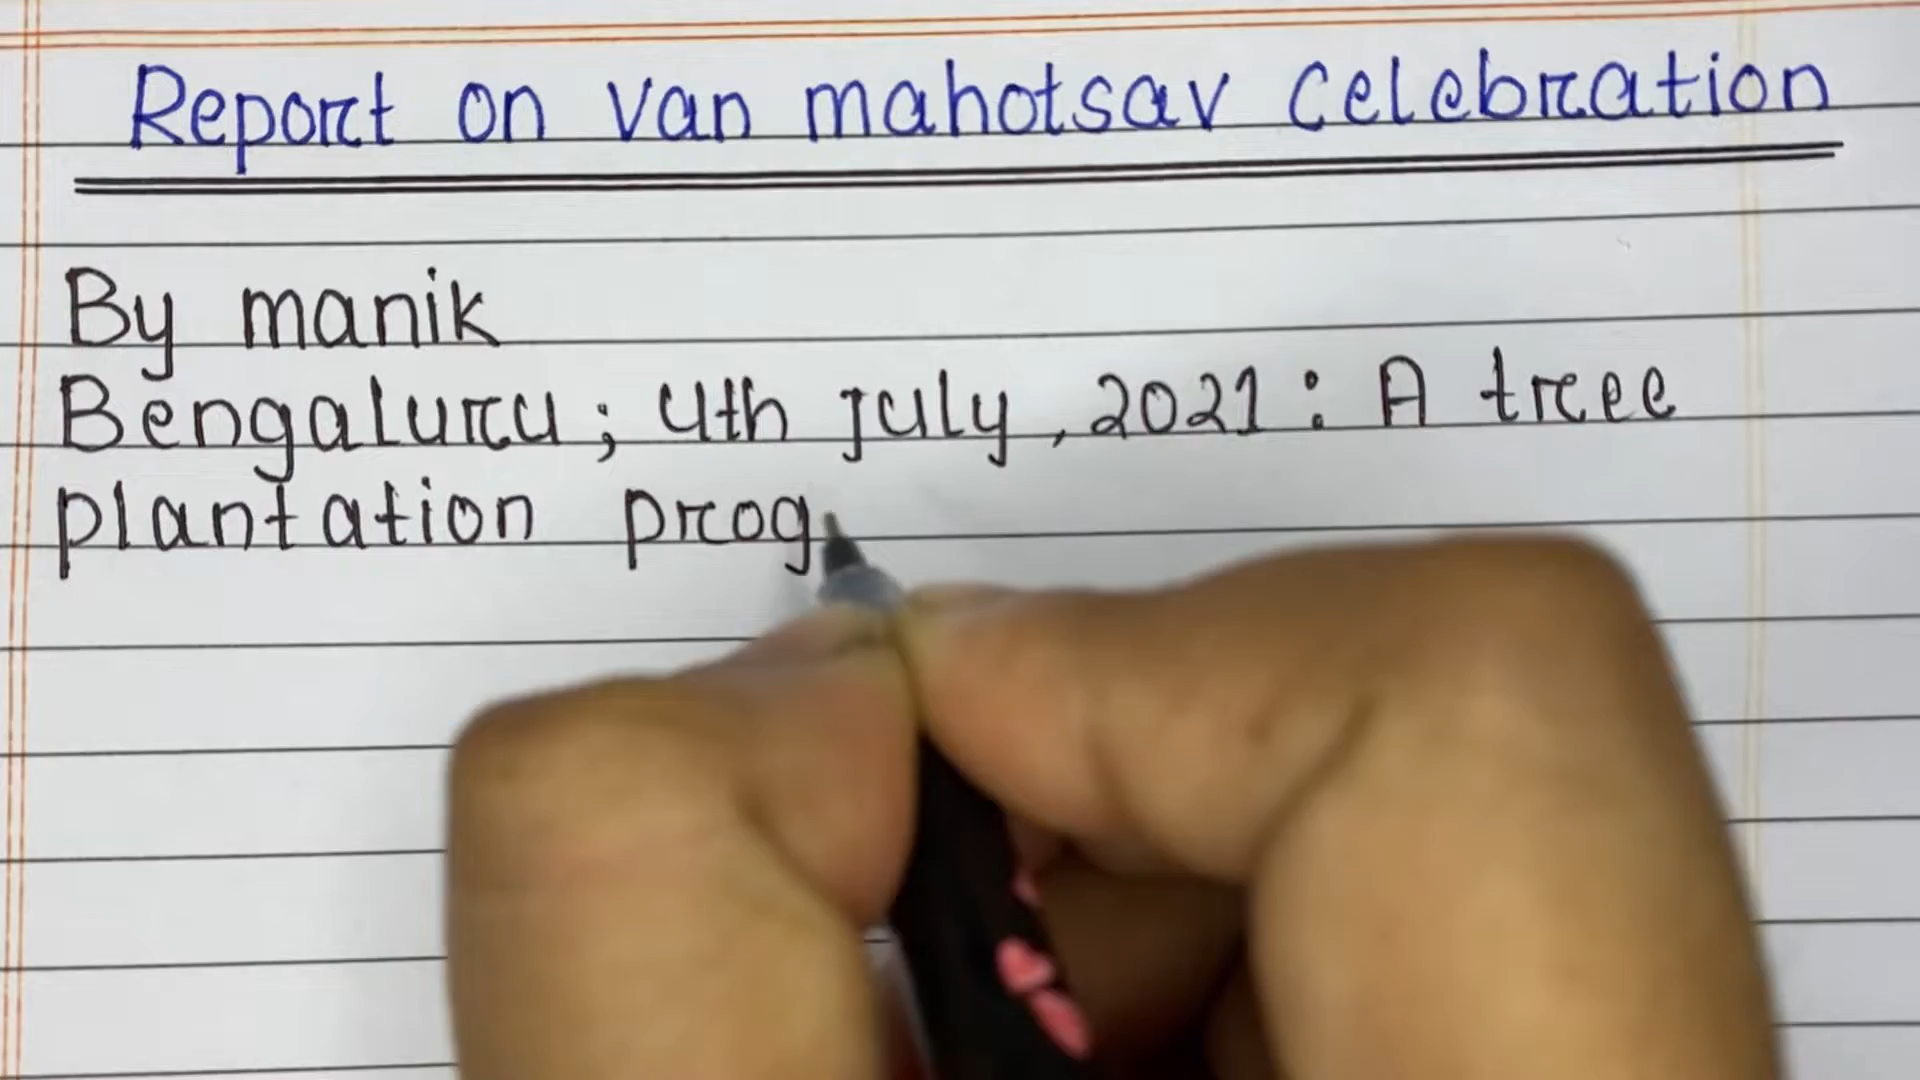 Report on van mahotsav celebration
By manik
Bengaluru; 4th july, 2021: A tree
plantation prog